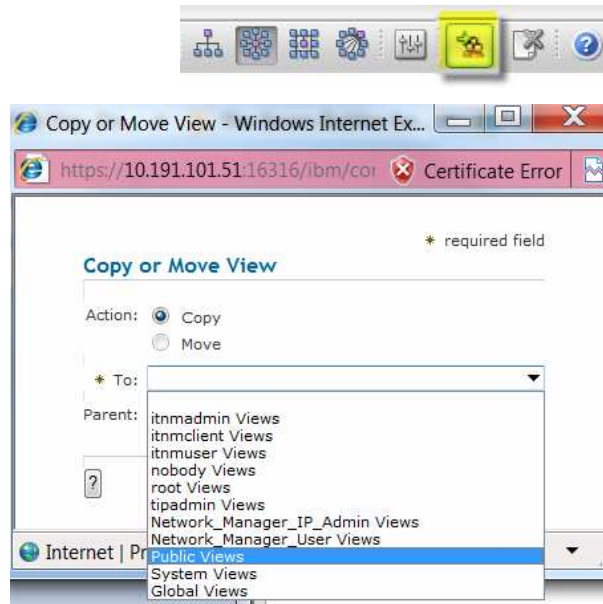 Copy or Move View - Windows Internet Ex...
https://10.191.101.51:16316/ibm/cor Certificate Error
* required field
Copy or Move View
Action: Copy
Move
* To:
Parent:
itnmadmin Views
itnmclient Views
itnmuser Views
nobody Views
root Views
tipadmin Views
Network_Manager_IP_Admin Views
Network_Manager_User Views
Public Views
System Views
Global Views
?
Internet | Pr